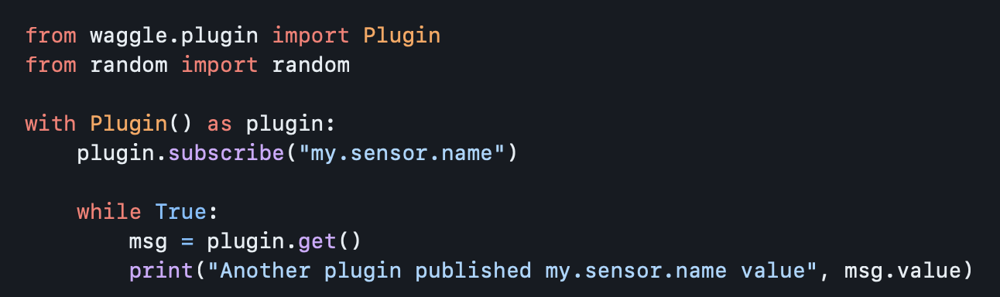 from waggle.plugin import Plugin
from random import random

with Plugin() as plugin:
    plugin.subscribe("my.sensor.name")

    while True:
        msg = plugin.get()
        print("Another plugin published my.sensor.name value", msg.value)